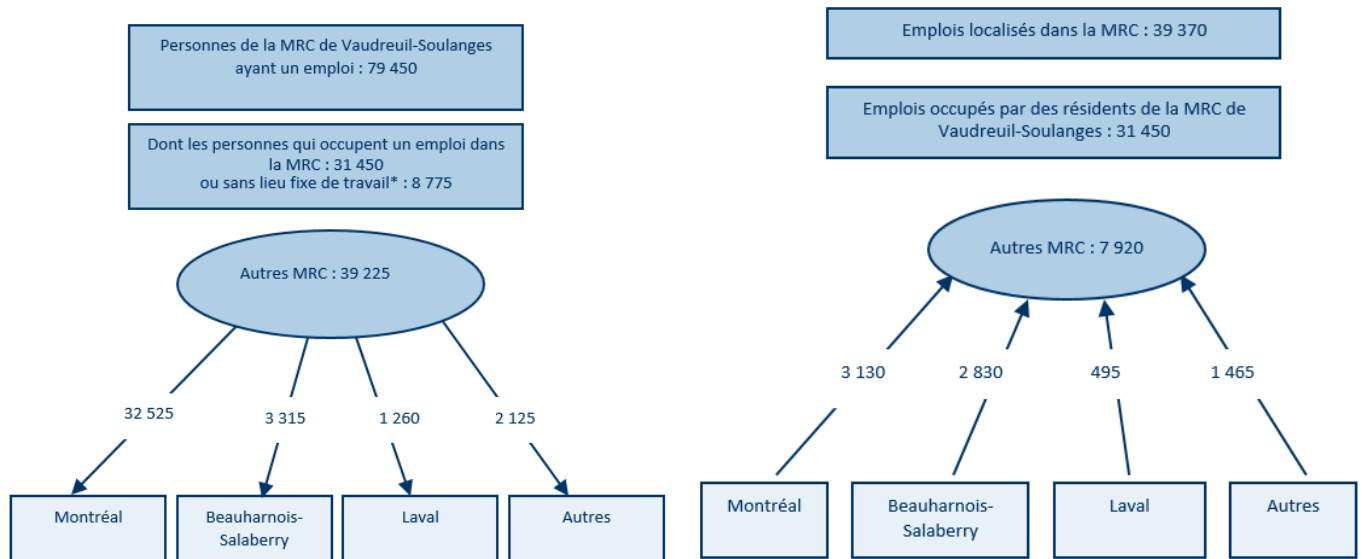 Personnes de la MRC de Vaudreuil-Soulanges
ayant un emploi : 79 450
Dont les personnes qui occupent un emploi dans
la MRC : 31 450
ou sans lieu fixe de travail* : 8 775
Autres MRC : 39 225
32 525
3 315
1 260
2 125
Montréal
Beauharnois-
Salaberry
Laval
Autres
Emplois localisés dans la MRC : 39 370
Emplois occupés par des résidents de la MRC de
Vaudreuil-Soulanges : 31 450
Autres MRC : 7 920
3 130
2 830
495
1 465
Montréal
Beauharnois-
Salaberry
Laval
Autres